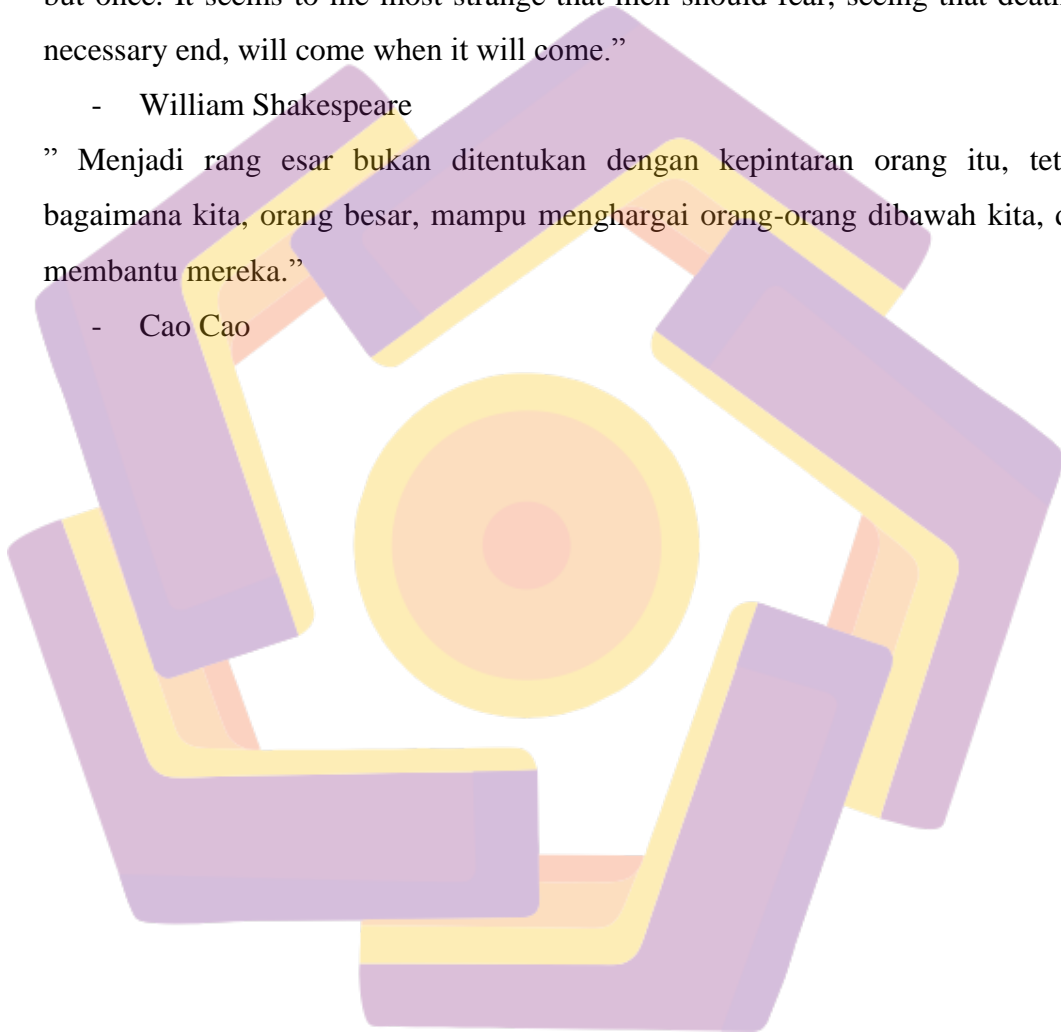 but once. It seems to me most strange that men should fear, seeing that death
necessary end, will come when it will come.”
- William Shakespeare
” Menjadi rang esar bukan ditentukan dengan kepintaran orang itu, tet
bagaimana kita, orang besar, mampu menghargai orang-orang dibawah kita, d
membantu mereka.”
- Cao Cao